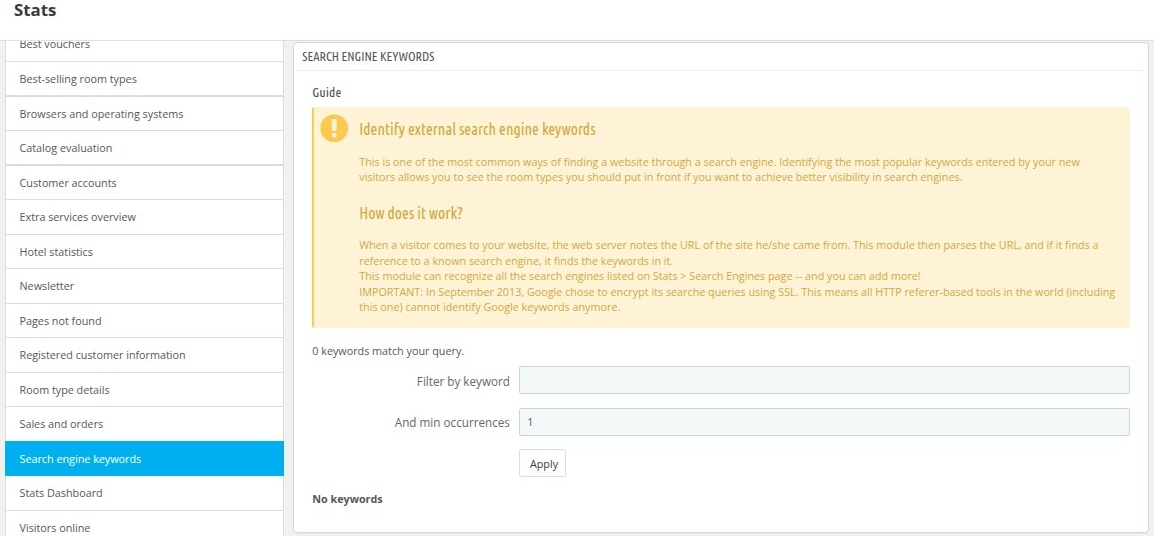 Stats
Best vouchers
Best-selling room types
Browsers and operating systems
Catalog evaluation
Customer accounts
Extra services overview
Hotel statistics
Newsletter
Pages not found
Registered customer information
Room type details
Sales and orders
Search engine keywords
Stats Dashboard
Visitors online
SEARCH ENGINE KEYWORDS
Guide
Identify external search engine keywords
This is one of the most common ways of finding a website through a search engine. Identifying the most popular keywords entered by your new
visitors allows you to see the room types you should put in front if you want to achieve better visibility in search engines.
How does it work?
When a visitor comes to your website, the web server notes the URL of the site he/she came from. This module then parses the URL, and if it finds a
reference to a known search engine, it finds the keywords in it.
This module can recognize all the search engines listed on Stats > Search Engines page -- and you can add more!
IMPORTANT: In September 2013, Google chose to encrypt its searche queries using SSL. This means all HTTP referer-based tools in the world (including
this one) cannot identify Google keywords anymore.
0 keywords match your query.
Filter by keyword
And min occurrences 1
Apply
No keywords